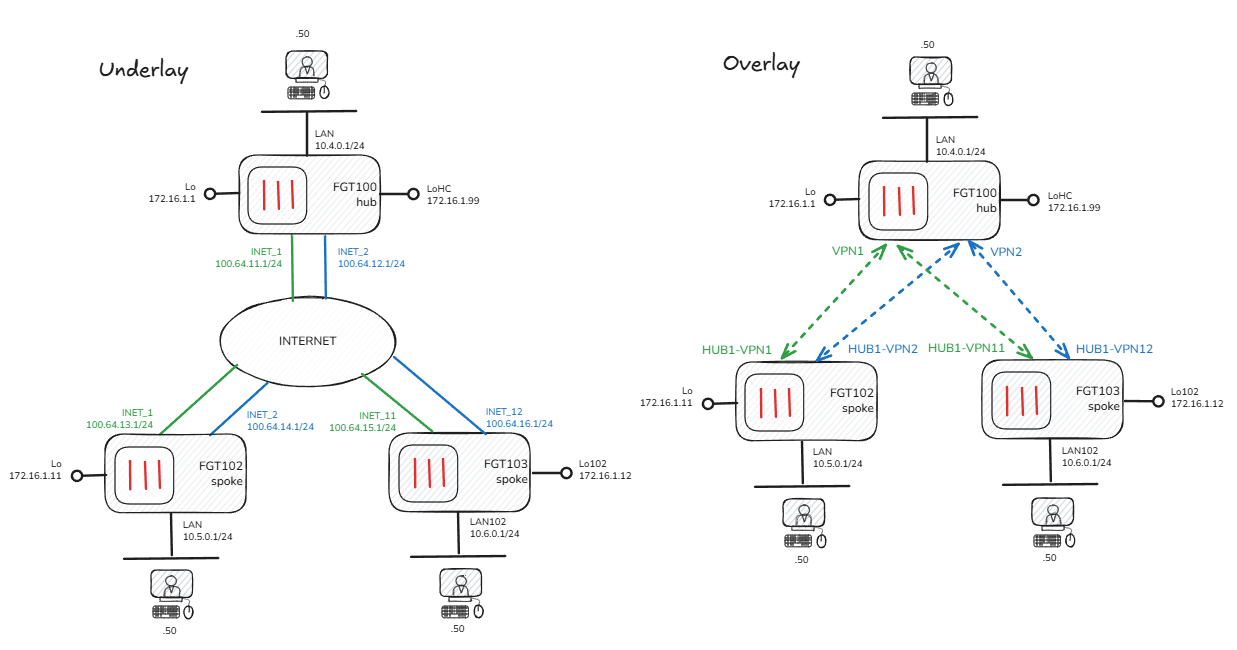 Underlay
.50
LAN
10.4.0.1/24
Lo
172.16.1.1
FGT100
hub
LoHC
172.16.1.99
INET_1
100.64.11.1/24
INET_2
100.64.12.1/24
INTERNET
INET_1
100.64.13.1/24
INET_2
100.64.14.1/24
INET_11
100.64.15.1/24
INET_12
100.64.16.1/24
Lo
172.16.1.11
FGT102
spoke
FGT103
spoke
Lo102
172.16.1.12
LAN
10.5.0.1/24
LAN102
10.6.0.1/24
.50
.50
Overlay
.50
LAN
10.4.0.1/24
Lo
172.16.1.1
FGT100
hub
LoHC
172.16.1.99
VPN1
VPN2
HUB1-VPN1
HUB1-VPN2
HUB1-VPN11
HUB1-VPN12
Lo
172.16.1.11
FGT102
spoke
FGT103
spoke
Lo102
172.16.1.12
LAN
10.5.0.1/24
LAN102
10.6.0.1/24
.50
.50